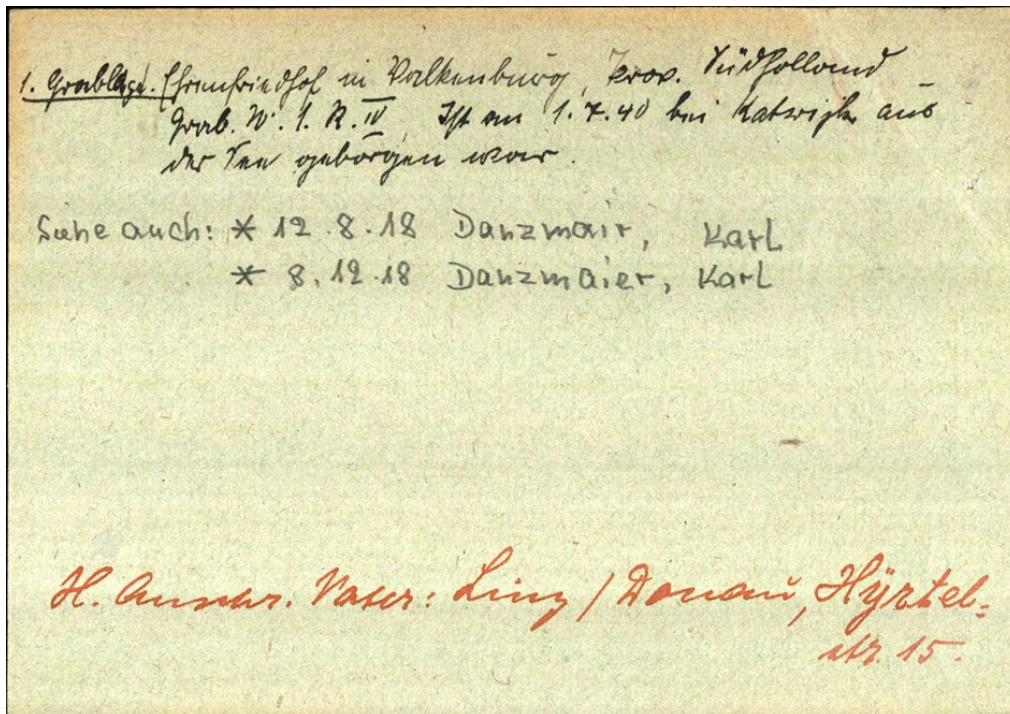 1. Grablage. Ehrenfriedhof in Valkenburg, Prov. Südholland
Grab. W. 1. R. IV Ist am 1.7.40 bei Katwijk aus
der See geborgen word.
Siehe auch: * 12.8.18 Danzmair, Karl
* 8.12.18 Danzmaier, Karl
H. Anschr. Vater: Linz / Donau, Hyrtel-
str. 15.